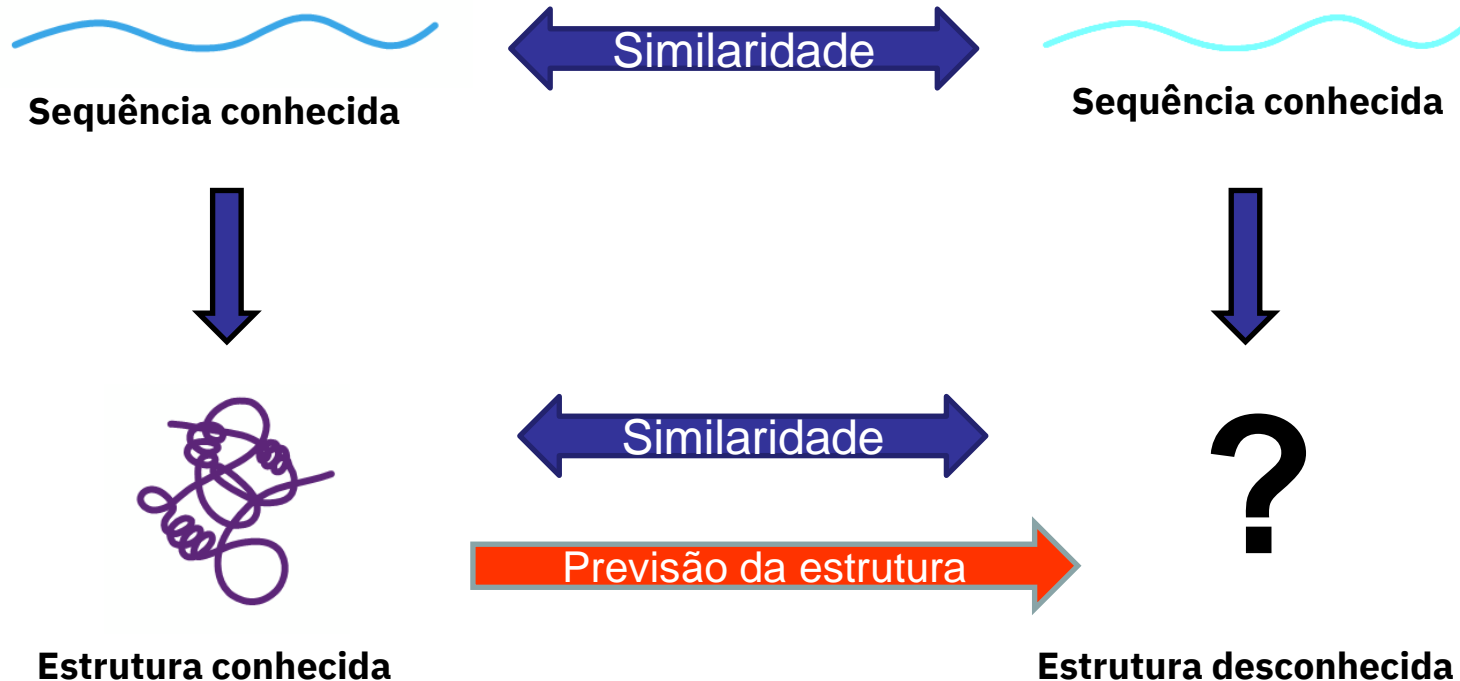 Similaridade
Sequência conhecida
Sequência conhecida
Similaridade
?
Previsão da estrutura
Estrutura conhecida
Estrutura desconhecida